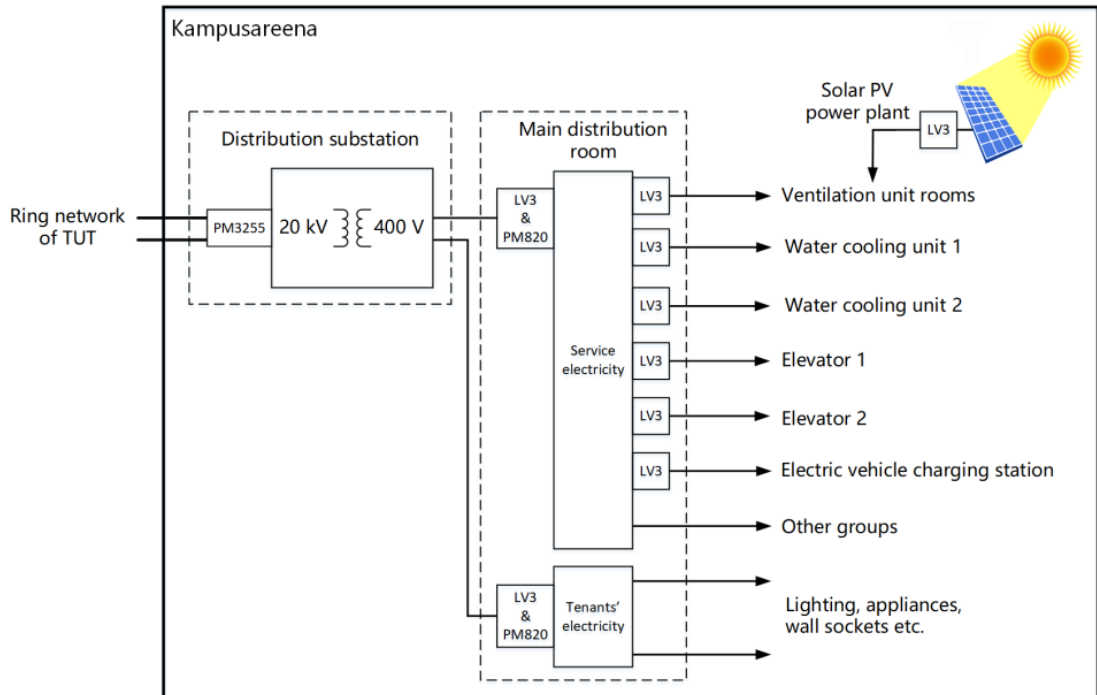 Kampusareena
Solar PV
power plant
LV3
Distribution substation
Main distribution
room
Ring network
of TUT
PM3255
20 kV
400 V
LV3
&
PM820
Service
electricity
LV3
Ventilation unit rooms
LV3
Water cooling unit 1
LV3
Water cooling unit 2
LV3
Elevator 1
LV3
Elevator 2
LV3
Electric vehicle charging station
Other groups
LV3
&
PM820
Tenants'
electricity
Lighting, appliances,
wall sockets etc.